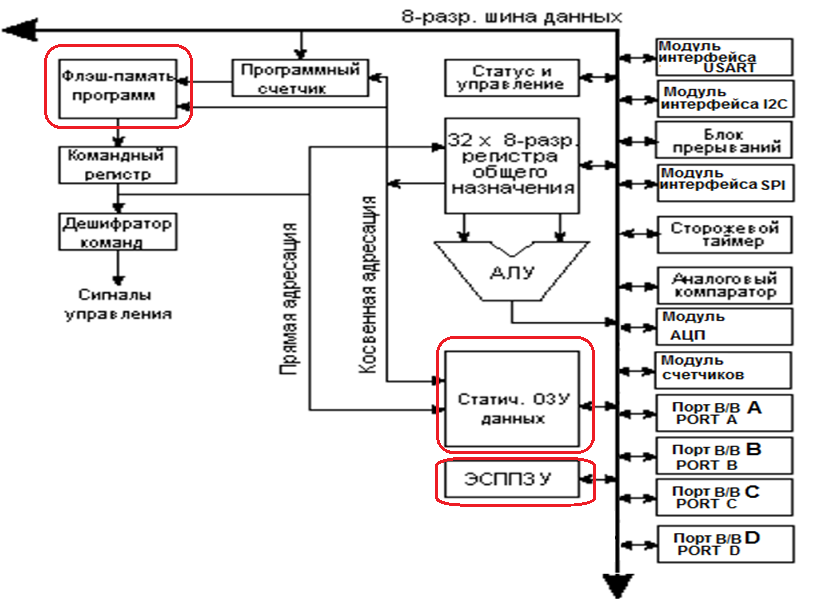 8-разр. шина данных
Флэш-память
программ
Программный
счетчик
Статус и
управление
32 x 8-разр.
регистра
общего
назначения
Командный
регистр
Дешифратор
команд
Сигналы
управления
Прямая адресация
Косвенная адресация
АЛУ
Статич. ОЗУ
данных
ЭСППЗУ
Модуль
интерфейса
USART
Модуль
интерфейса I2C
Блок
прерываний
Модуль
интерфейса SPI
Сторожевой
таймер
Аналоговый
компаратор
Модуль
АЦП
Модуль
счетчиков
Порт В/В A
PORT A
Порт В/В B
PORT B
Порт В/В C
PORT C
Порт В/В D
PORT D